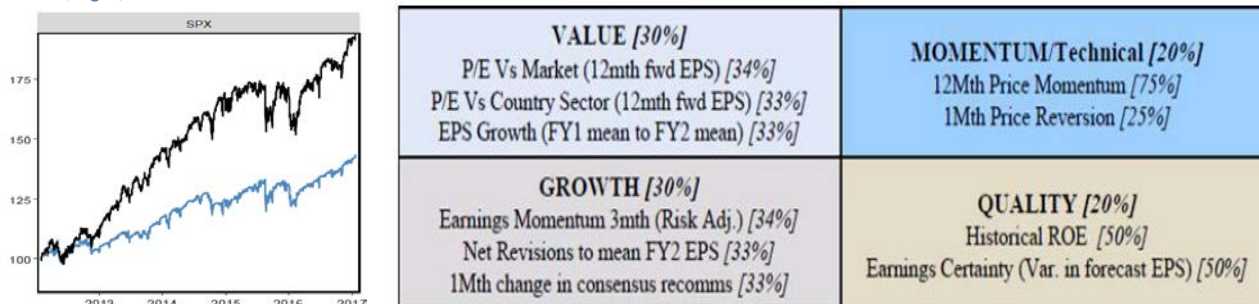 SPX
175
150
125
100
2013 2014 2015 2016 2017
VALUE [30%]
P/E Vs Market (12mth fwd EPS) [34%]
P/E Vs Country Sector (12mth fwd EPS) [33%]
EPS Growth (FY1 mean to FY2 mean) [33%]
MOMENTUM/Technical [20%]
12Mth Price Momentum [75%]
1Mth Price Reversion [25%]
GROWTH [30%]
Earnings Momentum 3mth (Risk Adj.) [34%]
Net Revisions to mean FY2 EPS [33%]
1Mth change in consensus recomms [33%]
QUALITY [20%]
Historical ROE [50%]
Earnings Certainty (Var. in forecast EPS) [50%]